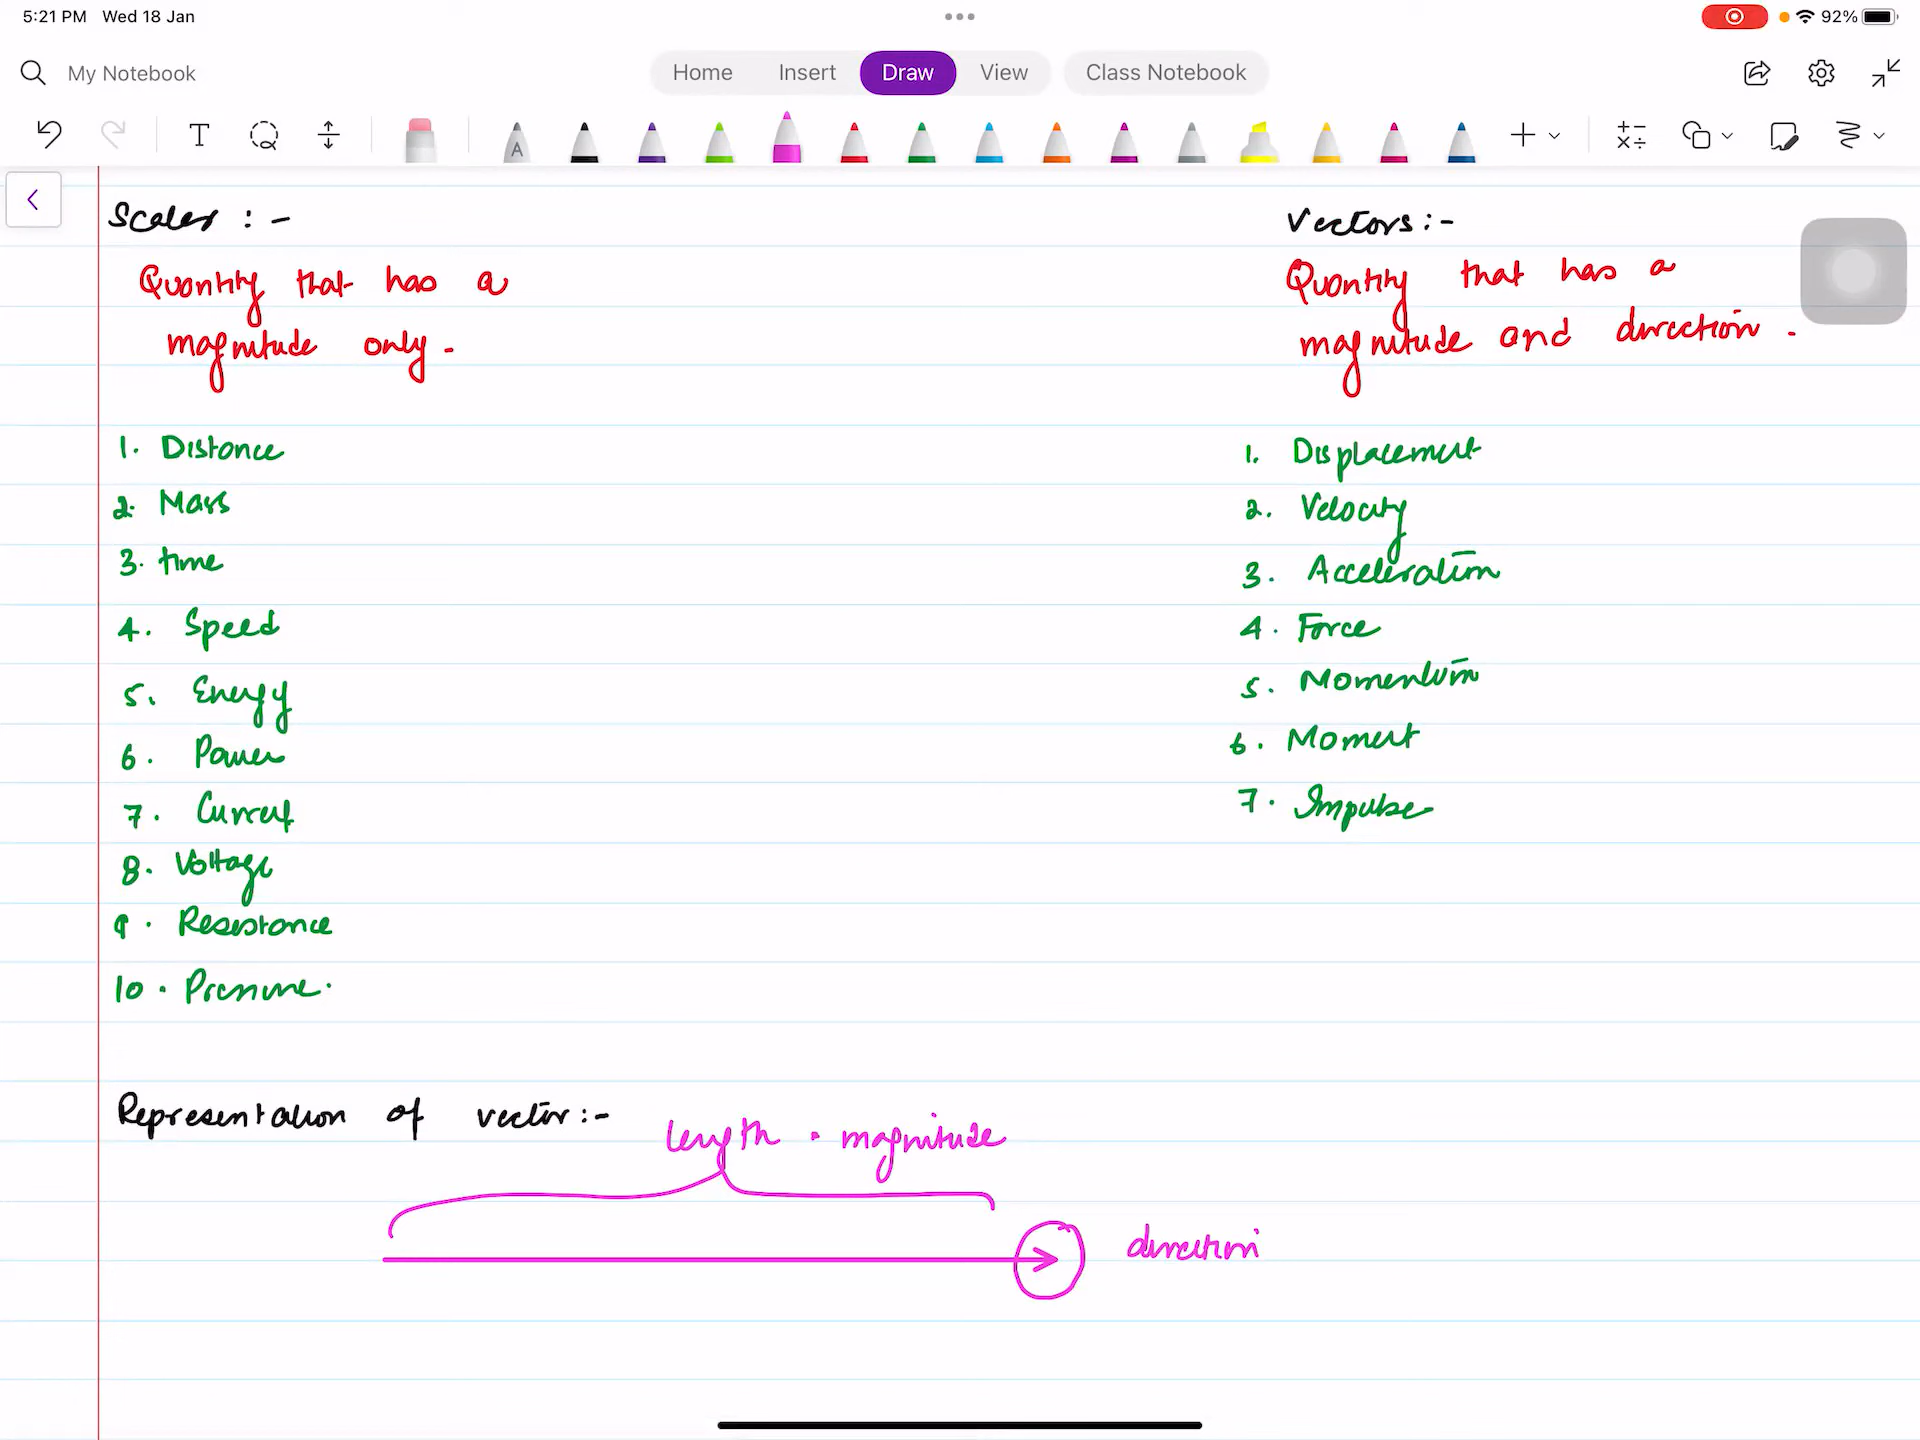 5:21 PM Wed 18 Jan
92%
My Notebook
Home Insert Draw View Class Notebook
T
A
Scaler :-
Quantity that has a
magnitude only.
1. Distance
2. Mass
3. time
4. Speed
5. Energy
6. Power
7. Current
8. Voltage
9. Resistance
10. Pressure.
Vectors:-
Quantity that has a
magnitude and direction.
1. Displacement
2. Velocity
3. Acceleration
4. Force
5. Momentum
6. Moment
7. Impulse
Representation of vector:-
length . magnitude
direction